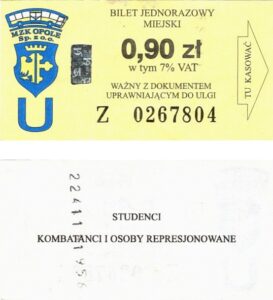 MZK OPOLE
Sp. z o.o.
U
BILET JEDNORAZOWY
MIEJSKI
0,90 zł
w tym 7% VAT
WAŻNY Z DOKUMENTEM
UPRAWNIAJĄCYM DO ULGI
Z 0267804
TU KASOWAĆ
STUDENCI
KOMBATANCI I OSOBY REPRESJONOWANE